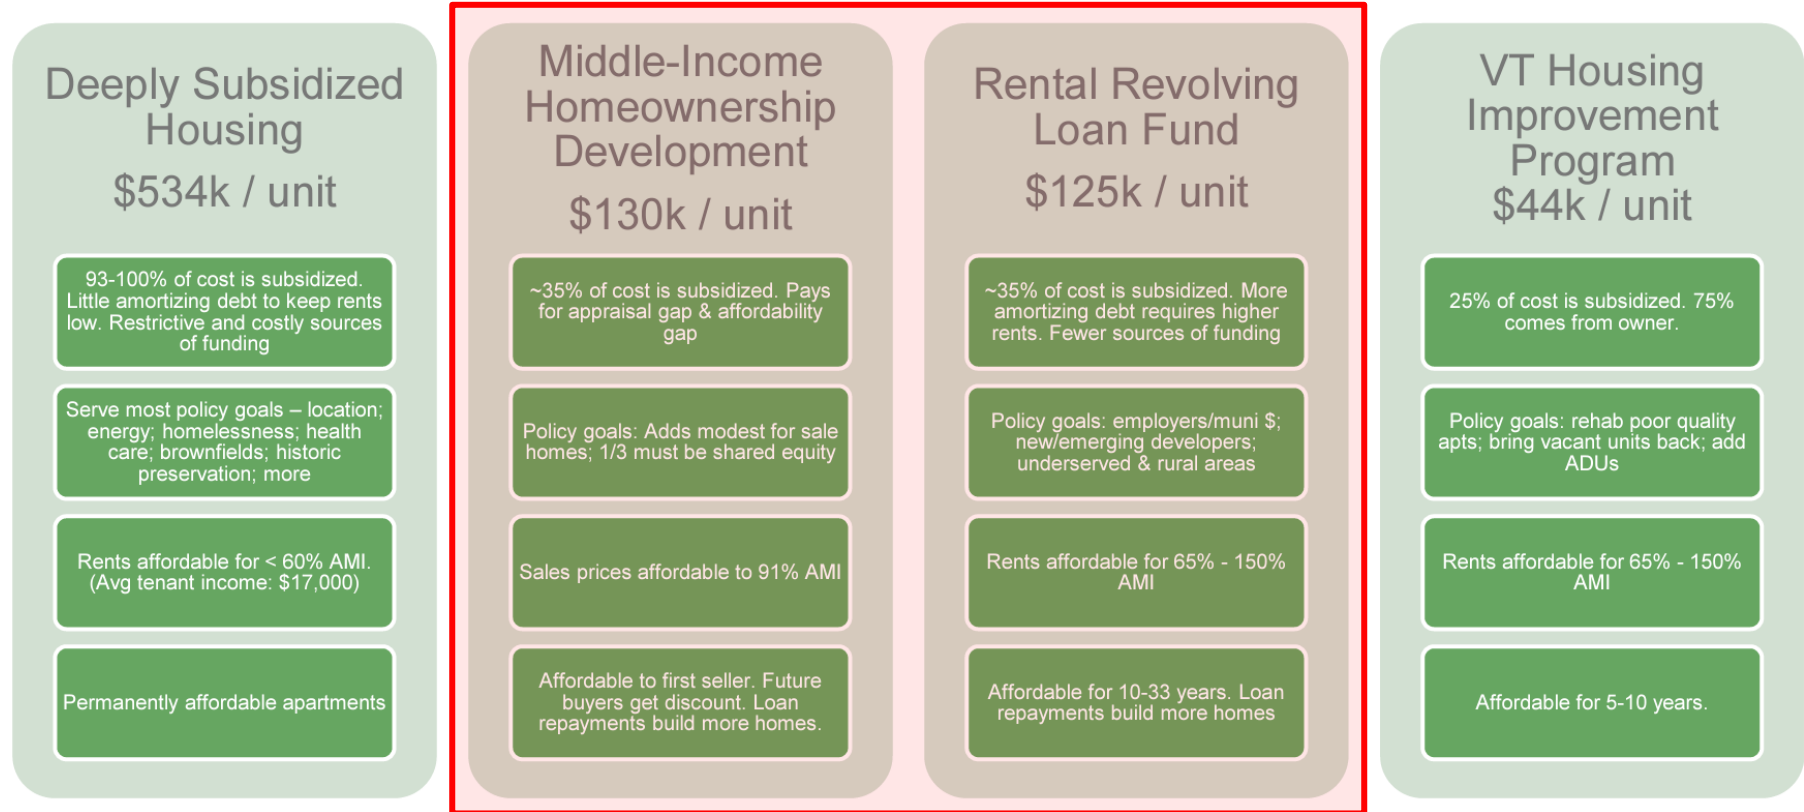 Deeply Subsidized
Housing
$534k / unit
93-100% of cost is subsidized.
Little amortizing debt to keep rents
low. Restrictive and costly sources
of funding
Serve most policy goals – location;
energy; homelessness; health
care; brownfields; historic
preservation; more
Rents affordable for < 60% AMI.
(Avg tenant income: $17,000)
Permanently affordable apartments
Middle-Income
Homeownership
Development
$130k / unit
~35% of cost is subsidized. Pays
for appraisal gap & affordability
gap
Policy goals: Adds modest for sale
homes; 1/3 must be shared equity
Sales prices affordable to 91% AMI
Affordable to first seller. Future
buyers get discount. Loan
repayments build more homes.
Rental Revolving
Loan Fund
$125k / unit
~35% of cost is subsidized. More
amortizing debt requires higher
rents. Fewer sources of funding
Policy goals: employers/muni $;
new/emerging developers;
underserved & rural areas
Rents affordable for 65% - 150%
AMI
Affordable for 10-33 years. Loan
repayments build more homes
VT Housing
Improvement
Program
$44k / unit
25% of cost is subsidized. 75%
comes from owner.
Policy goals: rehab poor quality
apts; bring vacant units back; add
ADUs
Rents affordable for 65% - 150%
AMI
Affordable for 5-10 years.